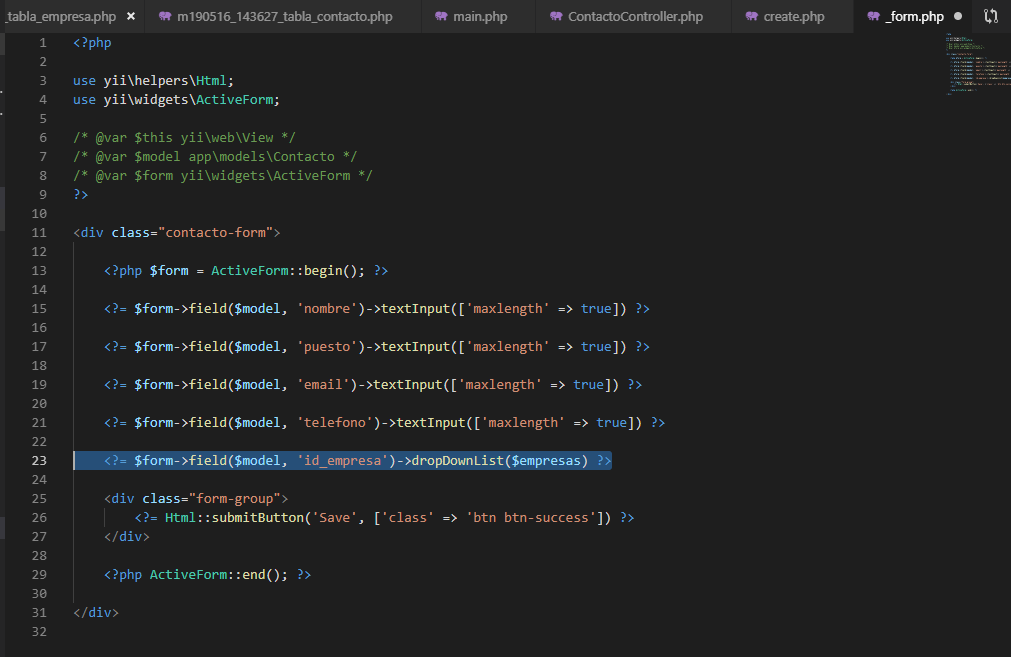 _tabla_empresa.php × m190516_143627_tabla_contacto.php main.php ContactoController.php create.php _form.php
1 <?php
2
3 use yii\helpers\Html;
4 use yii\widgets\ActiveForm;
5
6 /* @var $this yii\web\View */
7 /* @var $model app\models\Contacto */
8 /* @var $form yii\widgets\ActiveForm */
9 ?>
10
11 <div class="contacto-form">
12
13 <?php $form = ActiveForm::begin(); ?>
14
15 <?= $form->field($model, 'nombre')->textInput(['maxlength' => true]) ?>
16
17 <?= $form->field($model, 'puesto')->textInput(['maxlength' => true]) ?>
18
19 <?= $form->field($model, 'email')->textInput(['maxlength' => true]) ?>
20
21 <?= $form->field($model, 'telefono')->textInput(['maxlength' => true]) ?>
22
23 <?= $form->field($model, 'id_empresa')->dropDownList($empresas) ?>
24
25 <div class="form-group">
26 <?= Html::submitButton('Save', ['class' => 'btn btn-success']) ?>
27 </div>
28
29 <?php ActiveForm::end(); ?>
30
31 </div>
32